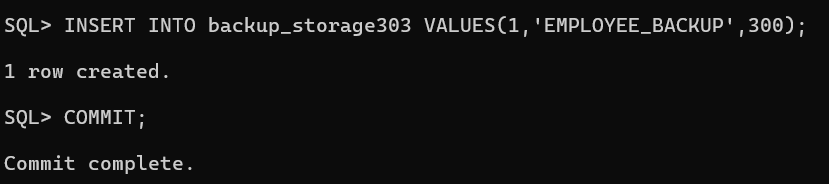 SQL> INSERT INTO backup_storage303 VALUES(1,'EMPLOYEE_BACKUP',300);
1 row created.
SQL> COMMIT;
Commit complete.